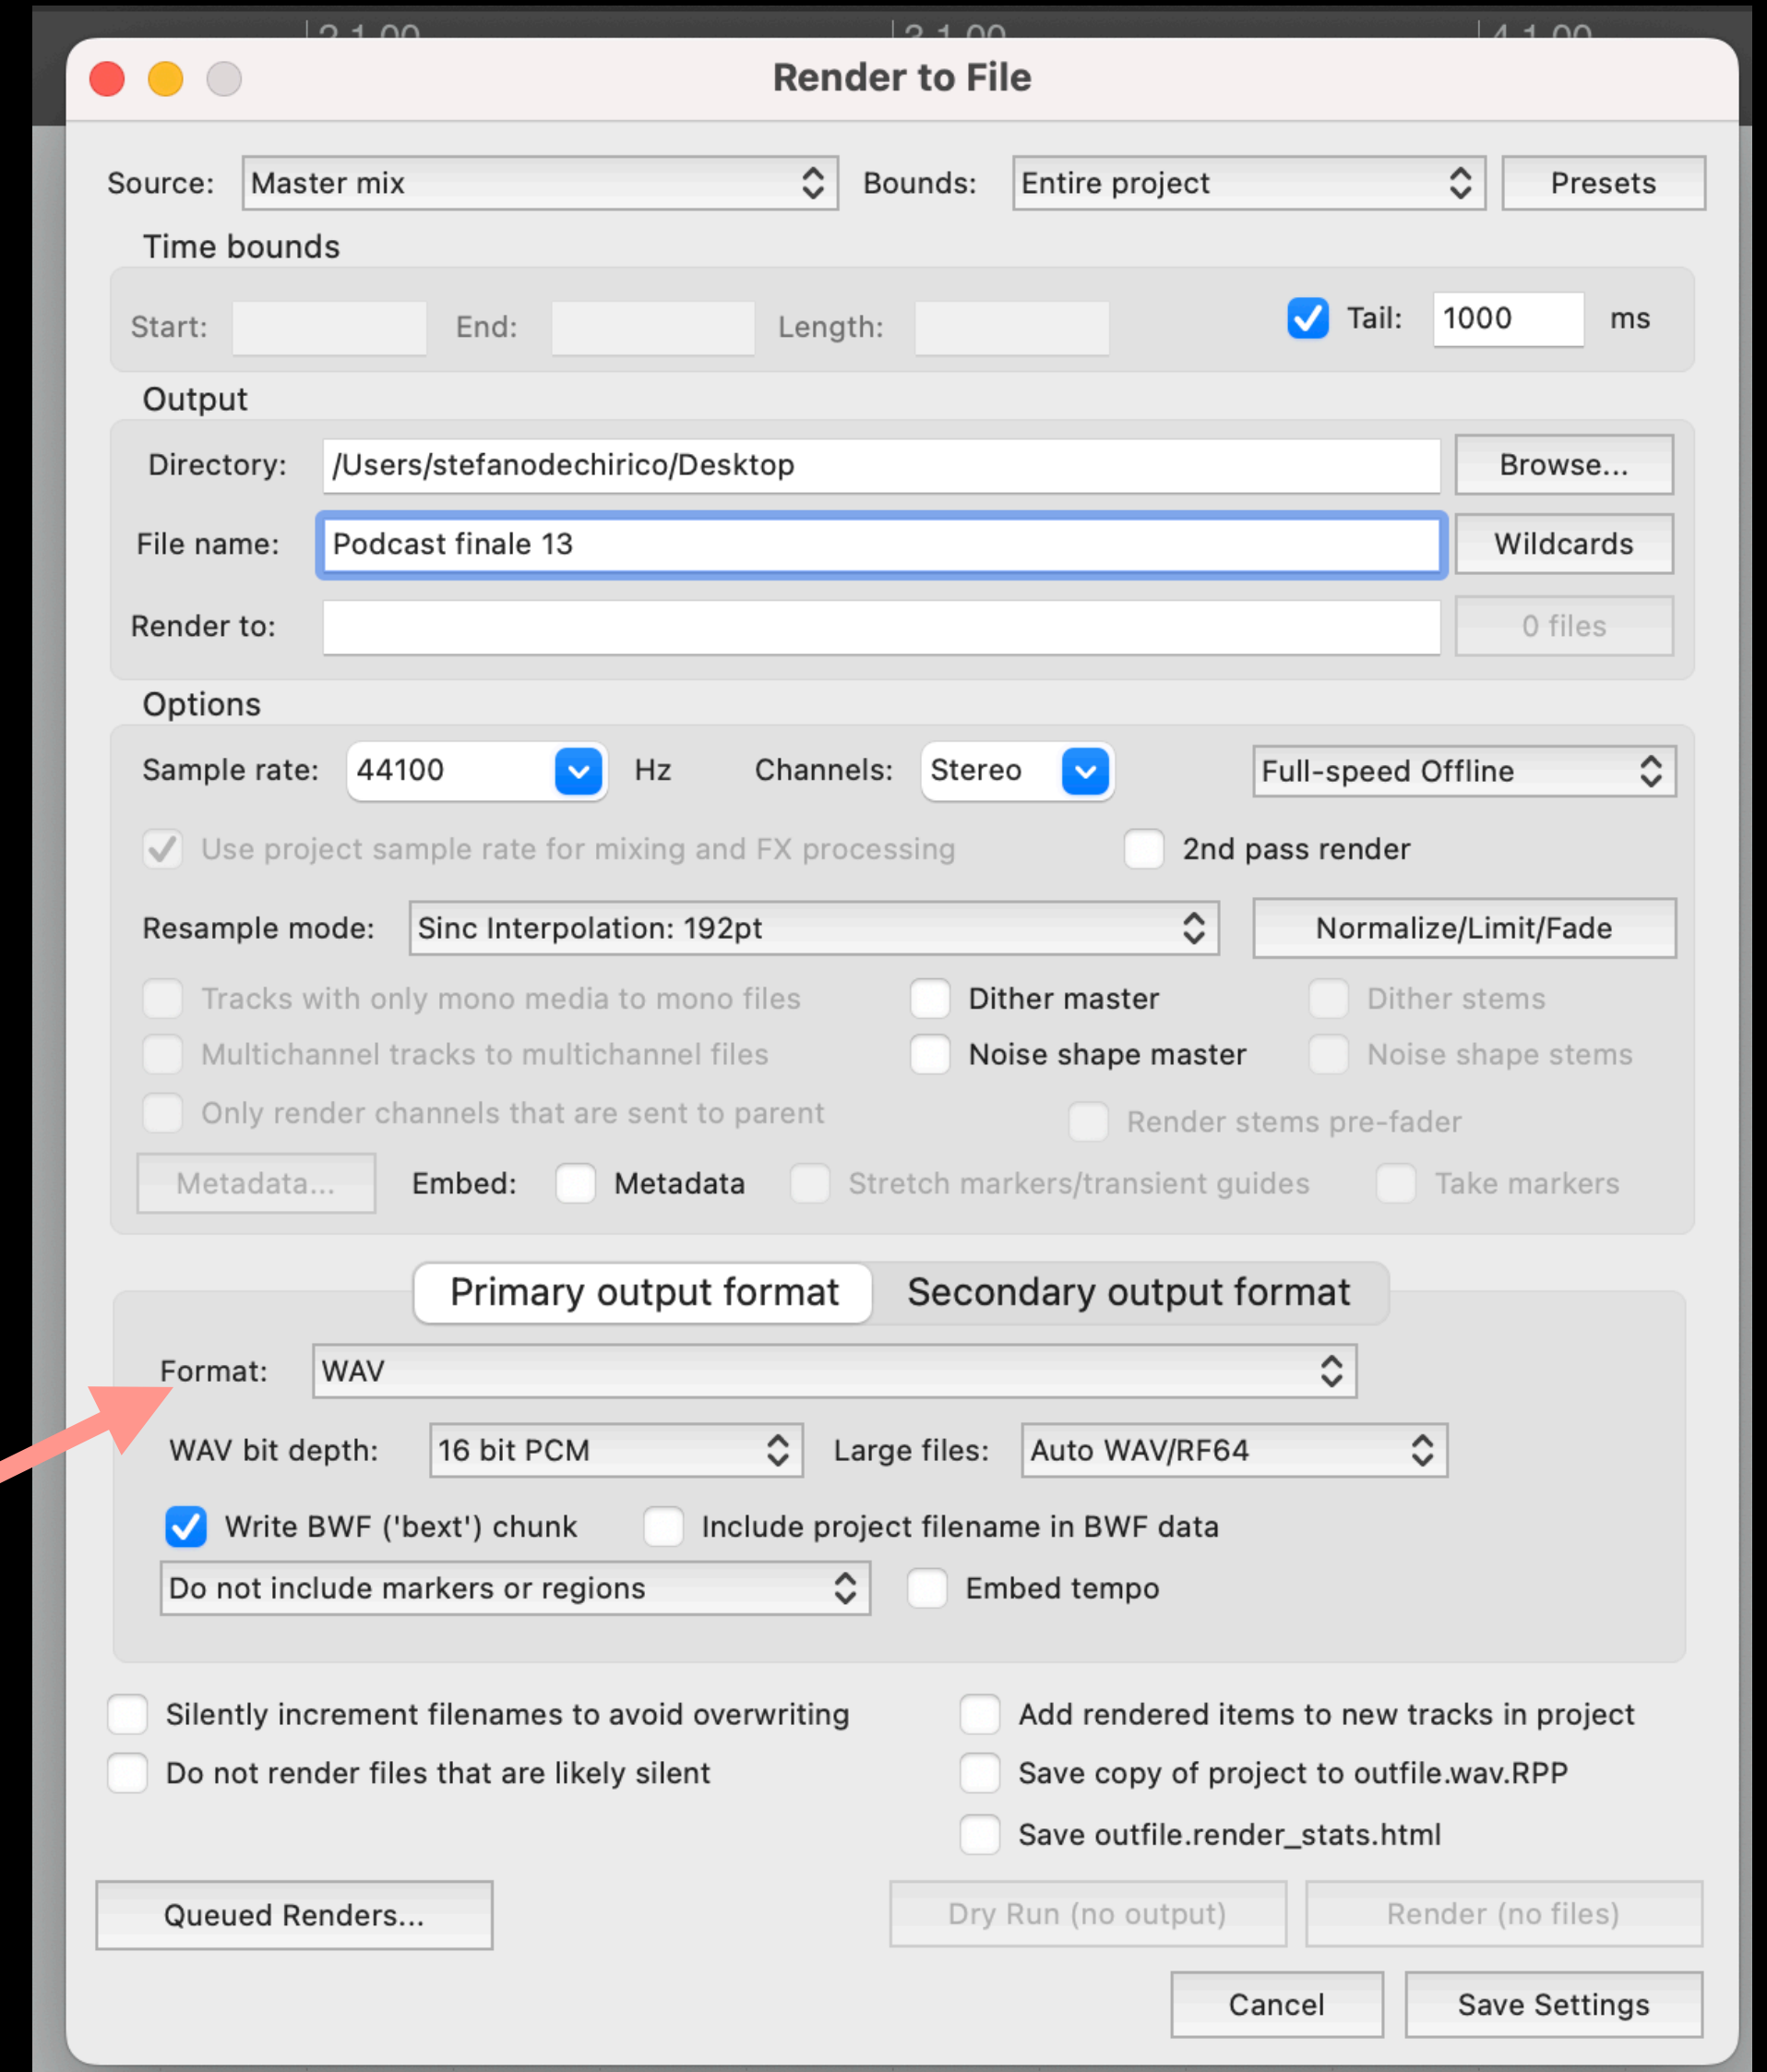 2.1.00 3.1.00 4.1.00
Render to File
Source: Master mix Bounds: Entire project Presets
Time bounds
Start: End: Length: Tail: 1000 ms
Output
Directory: /Users/stefanodechirico/Desktop Browse...
File name: Podcast finale 13 Wildcards
Render to: 0 files
Options
Sample rate: 44100 Hz Channels: Stereo Full-speed Offline
Use project sample rate for mixing and FX processing 2nd pass render
Resample mode: Sinc Interpolation: 192pt Normalize/Limit/Fade
Tracks with only mono media to mono files Dither master Dither stems
Multichannel tracks to multichannel files Noise shape master Noise shape stems
Only render channels that are sent to parent Render stems pre-fader
Metadata... Embed: Metadata Stretch markers/transient guides Take markers
Primary output format Secondary output format
Format: WAV
WAV bit depth: 16 bit PCM Large files: Auto WAV/RF64
Write BWF ('bext') chunk Include project filename in BWF data
Do not include markers or regions Embed tempo
Silently increment filenames to avoid overwriting Add rendered items to new tracks in project
Do not render files that are likely silent Save copy of project to outfile.wav.RPP
Save outfile.render_stats.html
Queued Renders... Dry Run (no output) Render (no files)
Cancel Save Settings